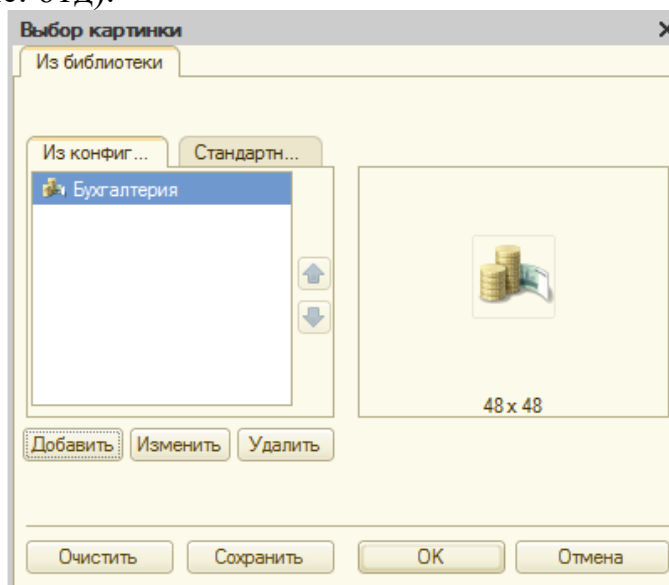 Выбор картинки
Из библиотеки
Из конфиг... Стандартн...
Бухгалтерия
48 x 48
Добавить Изменить Удалить
Очистить Сохранить OK Отмена